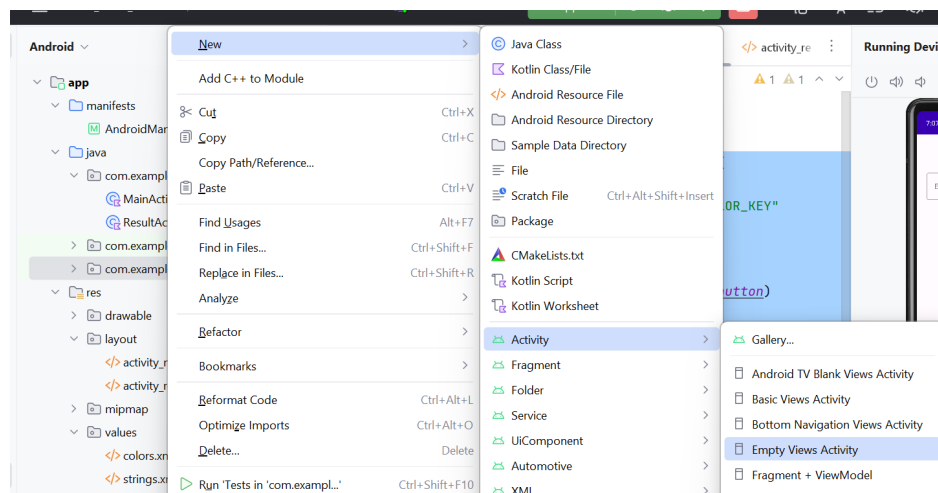 Android
app
manifests
AndroidMar
java
com.exampl
MainActi
ResultAc
com.exampl
com.exampl
res
drawable
layout
activity_r
activity_r
mipmap
values
colors.xn
strings.x
New
Add C++ to Module
Cut Ctrl+X
Copy Ctrl+C
Copy Path/Reference...
Paste Ctrl+V
Find Usages Alt+F7
Find in Files... Ctrl+Shift+F
Replace in Files... Ctrl+Shift+R
Analyze
Refactor
Bookmarks
Reformat Code Ctrl+Alt+L
Optimize Imports Ctrl+Alt+O
Delete... Delete
Run 'Tests in 'com.exampl...' Ctrl+Shift+F10
Java Class
Kotlin Class/File
Android Resource File
Android Resource Directory
Sample Data Directory
File
Scratch File Ctrl+Alt+Shift+Insert
Package
CMakeLists.txt
Kotlin Script
Kotlin Worksheet
Activity
Fragment
Folder
Service
UiComponent
Automotive
XML
activity_re
1 1
OR_KEY"
utton)
Running Devi
7:07
Gallery...
Android TV Blank Views Activity
Basic Views Activity
Bottom Navigation Views Activity
Empty Views Activity
Fragment + ViewModel